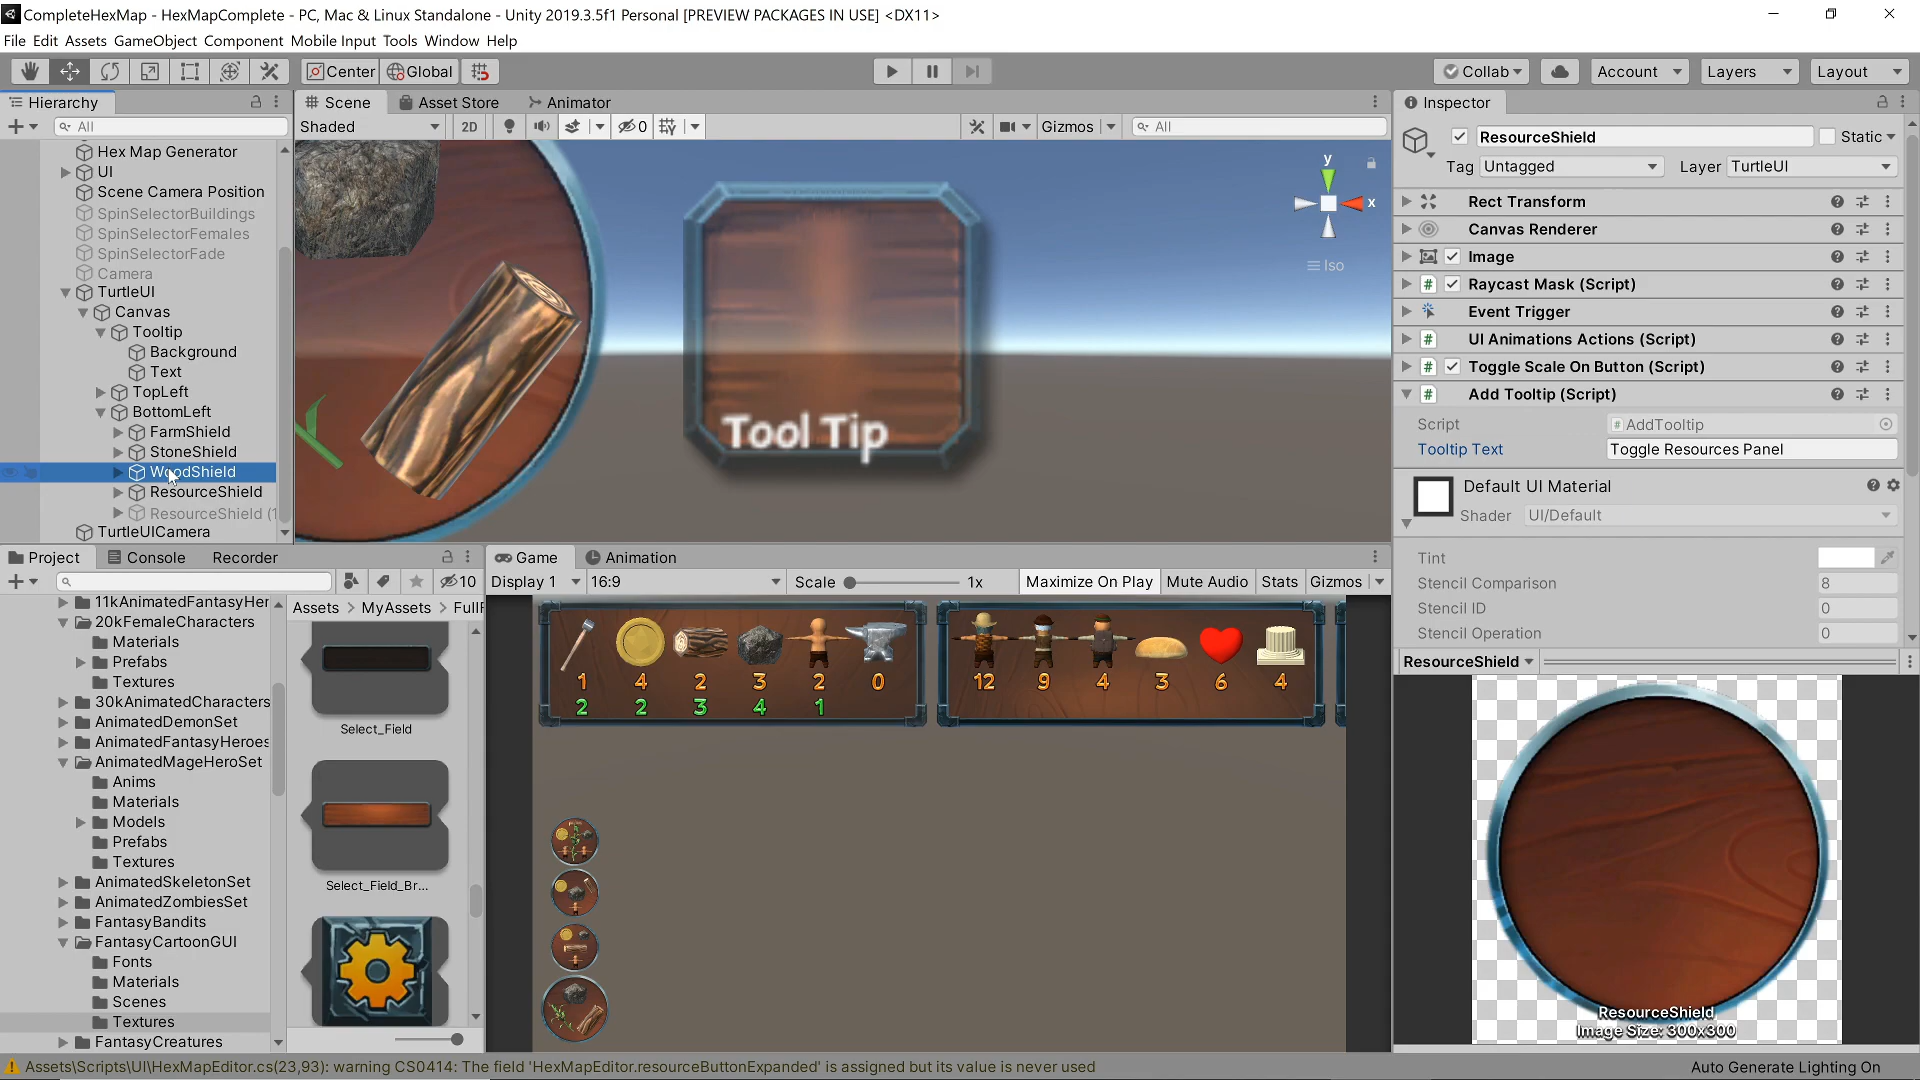 CompleteHexMap - HexMapComplete - PC, Mac & Linux Standalone - Unity 2019.3.5f1 Personal [PREVIEW PACKAGES IN USE] <DX11>
File Edit Assets GameObject Component Mobile Input Tools Window Help
Center Global Collab Account Layers Layout
Hierarchy
All
Hex Map Generator
UI
Scene Camera Position
SpinSelectorBuildings
SpinSelectorFemales
SpinSelectorFade
Camera
TurtleUI
Canvas
Tooltip
Background
Text
TopLeft
BottomLeft
FarmShield
StoneShield
WoodShield
ResourceShield
ResourceShield (1
TurtleUICamera
Scene Asset Store Animator
Shaded 2D 0 Gizmos All
y
x
Iso
Tool Tip
Inspector
ResourceShield Static
Tag Untagged Layer TurtleUI
Rect Transform
Canvas Renderer
Image
Raycast Mask (Script)
Event Trigger
UI Animations Actions (Script)
Toggle Scale On Button (Script)
Add Tooltip (Script)
Script AddTooltip
Tooltip Text Toggle Resources Panel
Default UI Material
Shader UI/Default
Tint
Stencil Comparison 8
Stencil ID 0
Stencil Operation 0
ResourceShield
ResourceShield
Image Size: 300x300
Project Console Recorder
10
11kAnimatedFantasyHer
20kFemaleCharacters
Materials
Prefabs
Textures
30kAnimatedCharacters
AnimatedDemonSet
AnimatedFantasyHeroes
AnimatedMageHeroSet
Anims
Materials
Models
Prefabs
Textures
AnimatedSkeletonSet
AnimatedZombiesSet
FantasyBandits
FantasyCartoonGUI
Fonts
Materials
Scenes
Textures
FantasyCreatures
Assets > MyAssets > FullF
Select_Field
Select_Field_Br...
Game Animation
Display 1 16:9 Scale 1x Maximize On Play Mute Audio Stats Gizmos
1 4 2 3 2 0
2 2 3 4 1
12 9 4 3 6 4
Assets\Scripts\UI\HexMapEditor.cs(23,93): warning CS0414: The field 'HexMapEditor.resourceButtonExpanded' is assigned but its value is never used
Auto Generate Lighting On